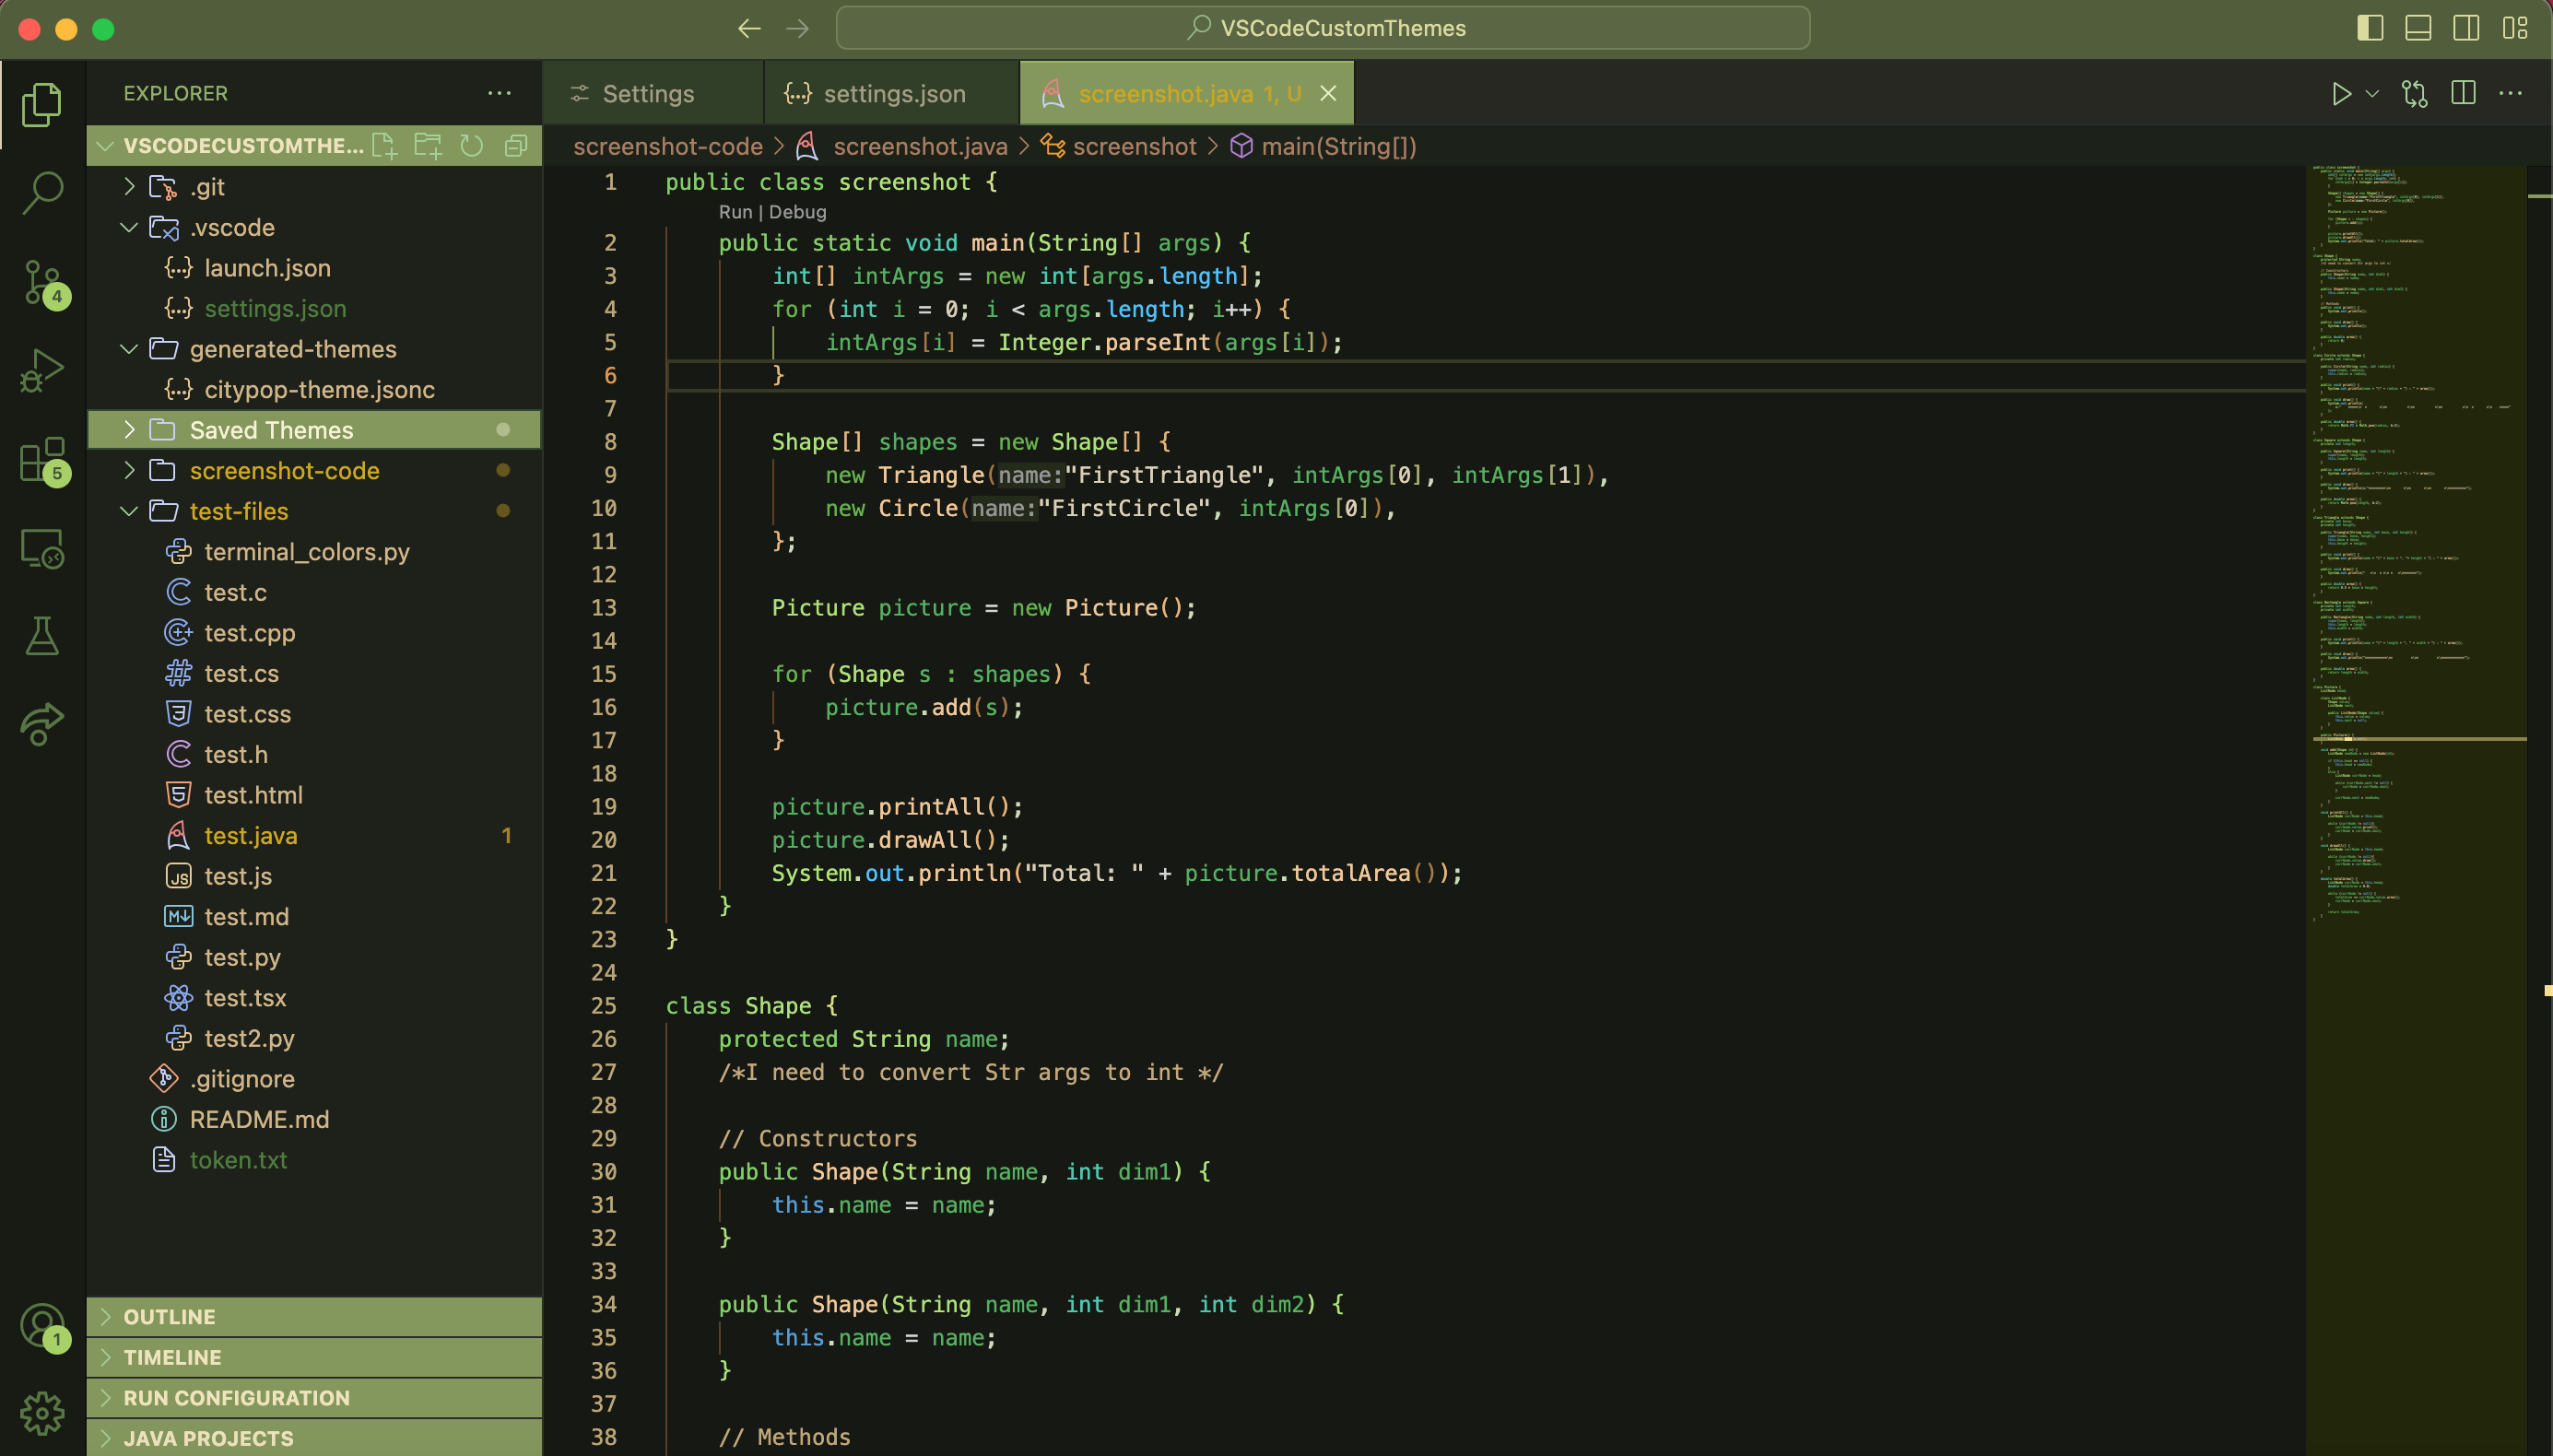 VSCodeCustomThemes
EXPLORER
VSCODECUSTOMTHE...
.git
.vscode
launch.json
settings.json
generated-themes
citypop-theme.jsonc
Saved Themes
screenshot-code
test-files
terminal_colors.py
test.c
test.cpp
test.cs
test.css
test.h
test.html
test.java 1
test.js
test.md
test.py
test.tsx
test2.py
.gitignore
README.md
token.txt
OUTLINE
TIMELINE
RUN CONFIGURATION
JAVA PROJECTS
4
5
1
Settings
settings.json
screenshot.java 1, U
screenshot-code > screenshot.java > screenshot > main(String[])
1 public class screenshot {
Run | Debug
2 public static void main(String[] args) {
3 int[] intArgs = new int[args.length];
4 for (int i = 0; i < args.length; i++) {
5 intArgs[i] = Integer.parseInt(args[i]);
6 }
7
8 Shape[] shapes = new Shape[] {
9 new Triangle(name:"FirstTriangle", intArgs[0], intArgs[1]),
10 new Circle(name:"FirstCircle", intArgs[0]),
11 };
12
13 Picture picture = new Picture();
14
15 for (Shape s : shapes) {
16 picture.add(s);
17 }
18
19 picture.printAll();
20 picture.drawAll();
21 System.out.println("Total: " + picture.totalArea());
22 }
23 }
24
25 class Shape {
26 protected String name;
27 /*I need to convert Str args to int */
28
29 // Constructors
30 public Shape(String name, int dim1) {
31 this.name = name;
32 }
33
34 public Shape(String name, int dim1, int dim2) {
35 this.name = name;
36 }
37
38 // Methods